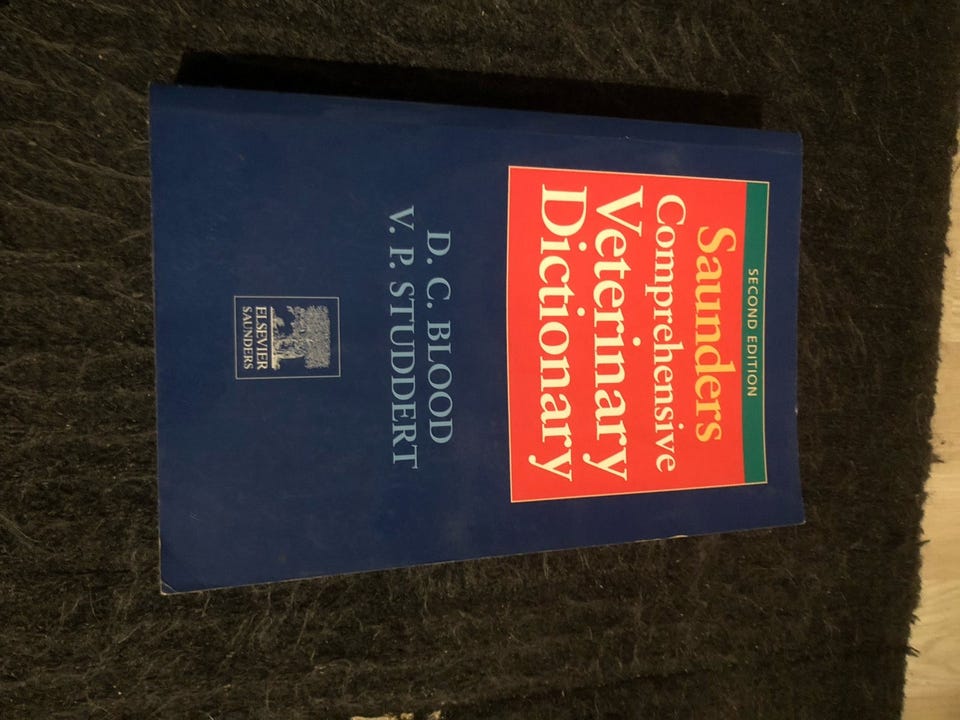 SECOND EDITION
Saunders
Comprehensive
Veterinary
Dictionary
D. C. BLOOD
V. P. STUDDERT
ELSEVIER
SAUNDERS